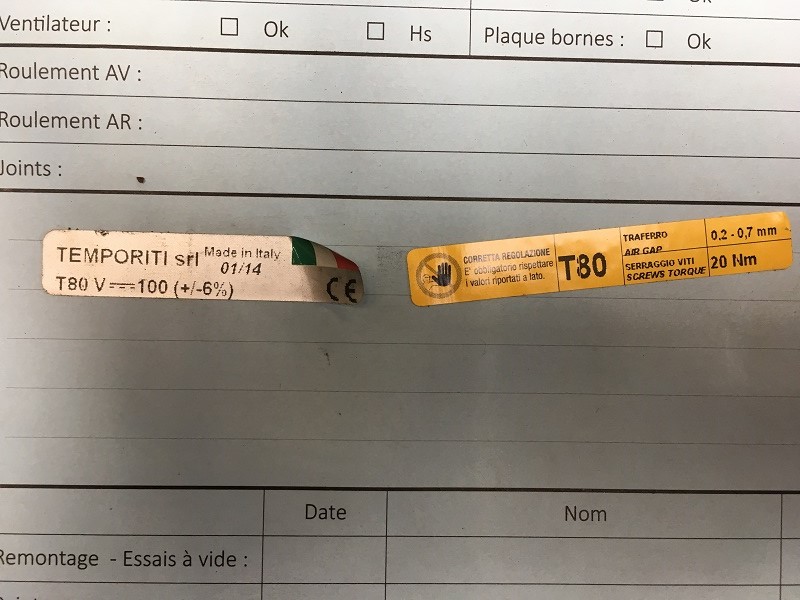 Ventilateur : ☐ Ok ☐ Hs
Plaque bornes : ☐ Ok
Roulement AV :
Roulement AR :
Joints :
TEMPORITI srl Made in Italy
01/14
T80 V 100 (+/-6%)
CE
CORRETTA REGOLAZIONE
E' obbligatorio rispettare
i valori riportati a lato.
T80
TRAFERRO
AIR GAP
0.2 - 0,7 mm
SERRAGGIO VITI
SCREWS TORQUE
20 Nm
Date Nom
Remontage - Essais à vide :